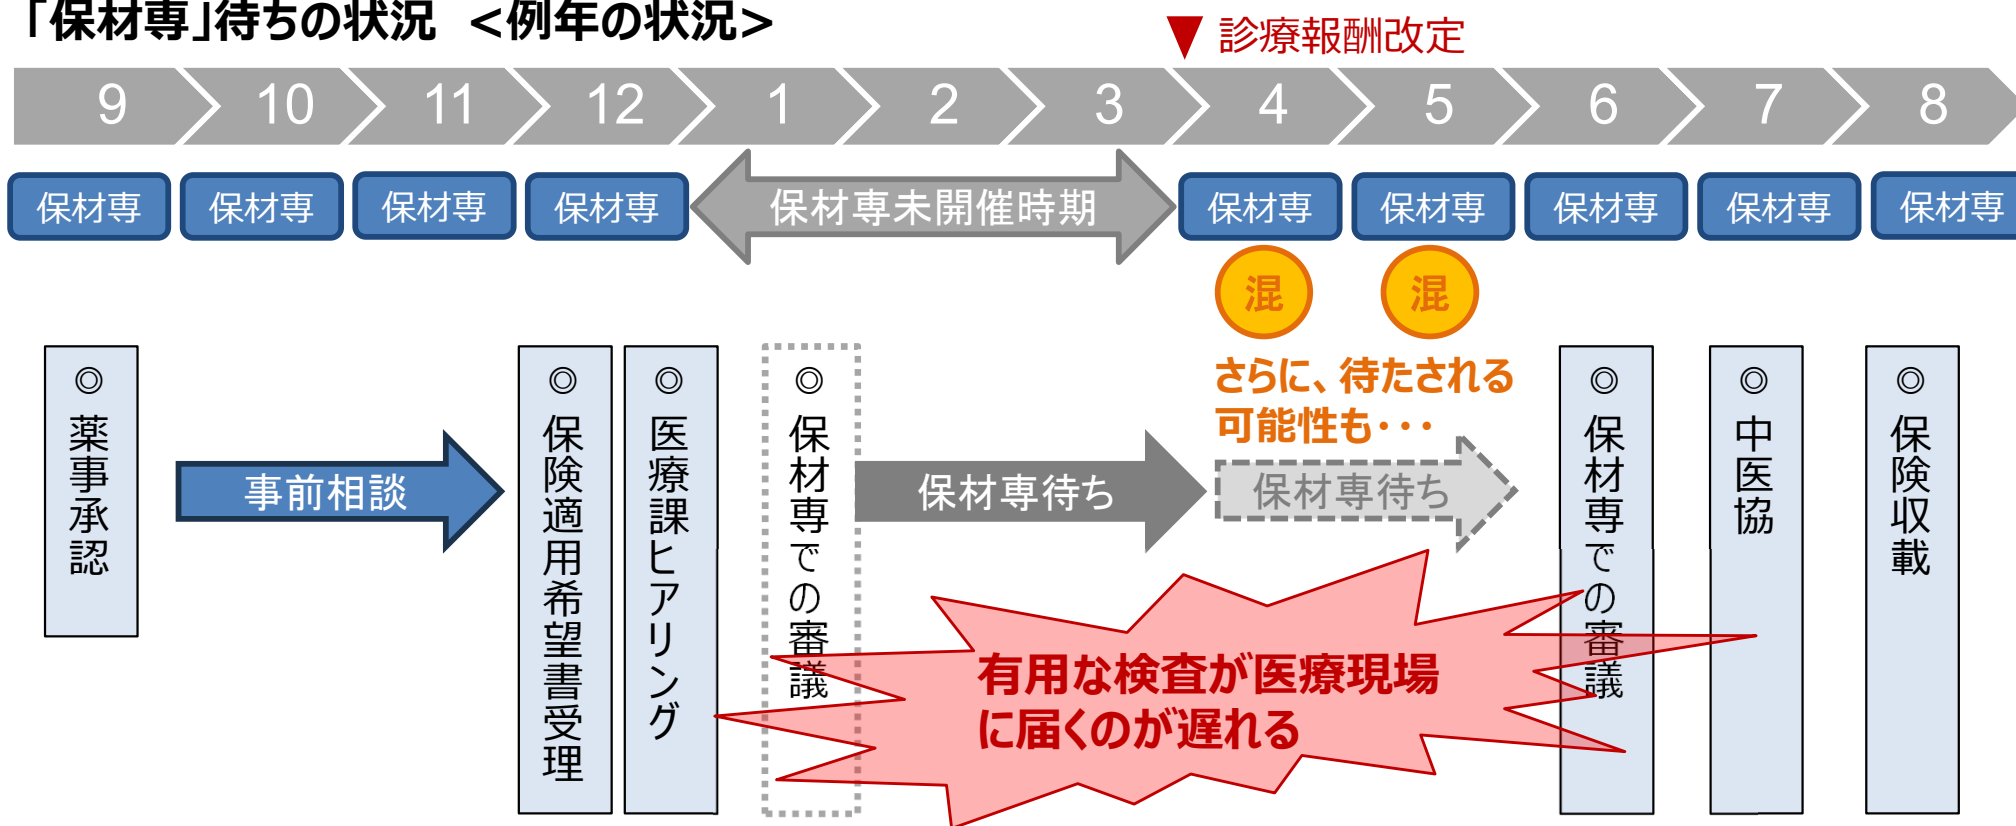 「保材専」待ちの状況 <例年の状況>
▼ 診療報酬改定
9 10 11 12 1 2 3 4 5 6 7 8
保材専 保材専 保材専 保材専 保材専未開催時期 保材専 保材専 保材専 保材専 保材専
混 混
さらに、待たされる
可能性も・・・
◎薬事承認
事前相談
◎保険適用希望書受理
◎医療課ヒアリング
◎保材専での審議
保材専待ち
保材専待ち
◎保材専での審議
◎中医協
◎保険収載
有用な検査が医療現場
に届くのが遅れる